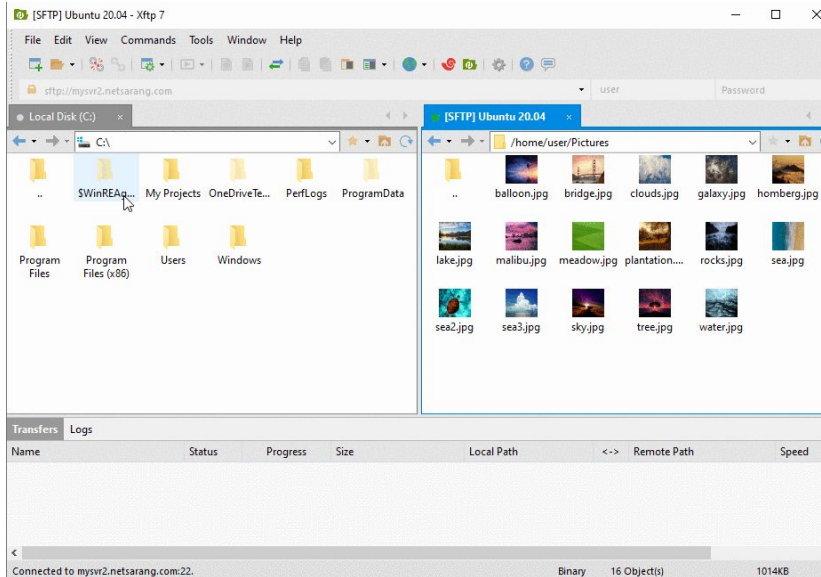 [SFTP] Ubuntu 20.04 - Xftp 7
File Edit View Commands Tools Window Help
sftp://mysvr2.netsarang.com user Password
Local Disk (C:) × [SFTP] Ubuntu 20.04 ×
C:\ /home/user/Pictures
.. $WinREAg... My Projects OneDriveTe... PerfLogs ProgramData
.. balloon.jpg bridge.jpg clouds.jpg galaxy.jpg homberg.jpg
Program Files Program Files (x86) Users Windows
lake.jpg malibu.jpg meadow.jpg plantation.... rocks.jpg sea.jpg
sea2.jpg sea3.jpg sky.jpg tree.jpg water.jpg
Transfers Logs
Name Status Progress Size Local Path <-> Remote Path Speed
Connected to mysvr2.netsarang.com:22. Binary 16 Object(s) 1014KB